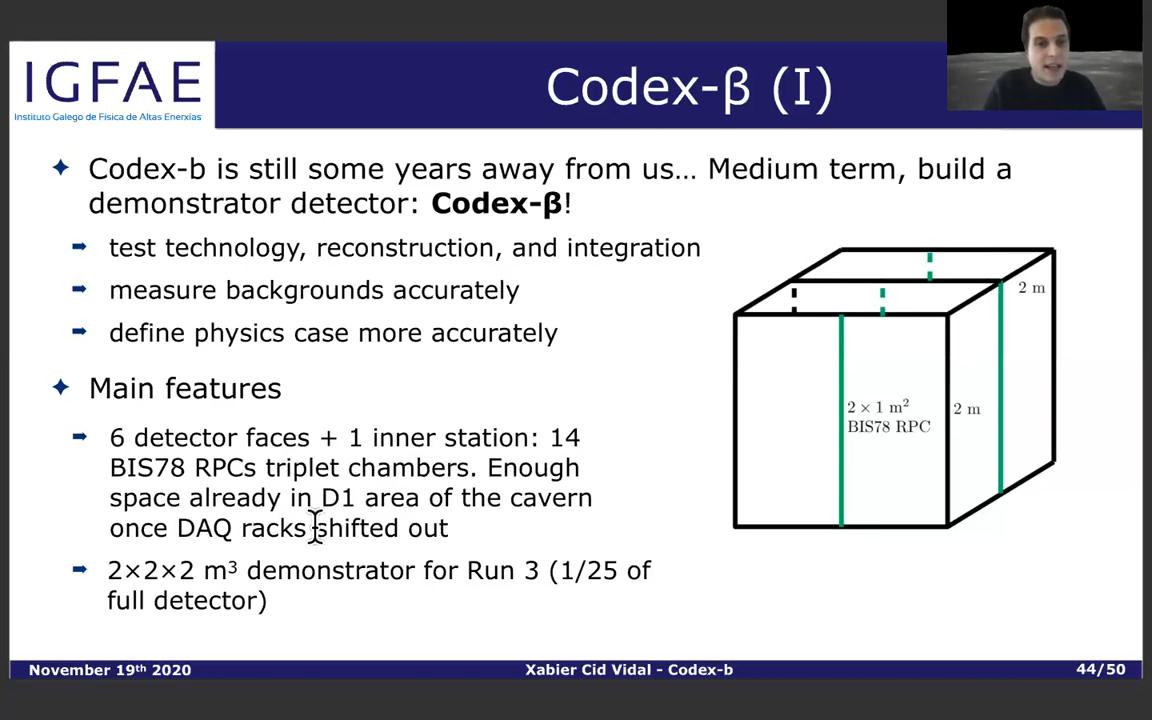 IGFAE
Instituto Galego de Física de Altas Enerxías
Codex-β (I)
Codex-b is still some years away from us… Medium term, build a
demonstrator detector: Codex-β!
test technology, reconstruction, and integration
measure backgrounds accurately
define physics case more accurately
Main features
6 detector faces + 1 inner station: 14
BIS78 RPCs triplet chambers. Enough
space already in D1 area of the cavern
once DAQ racks shifted out
2×2×2 m³ demonstrator for Run 3 (1/25 of
full detector)
2 m
2 × 1 m²
BIS78 RPC
2 m
November 19th 2020
Xabier Cid Vidal - Codex-b
44/50